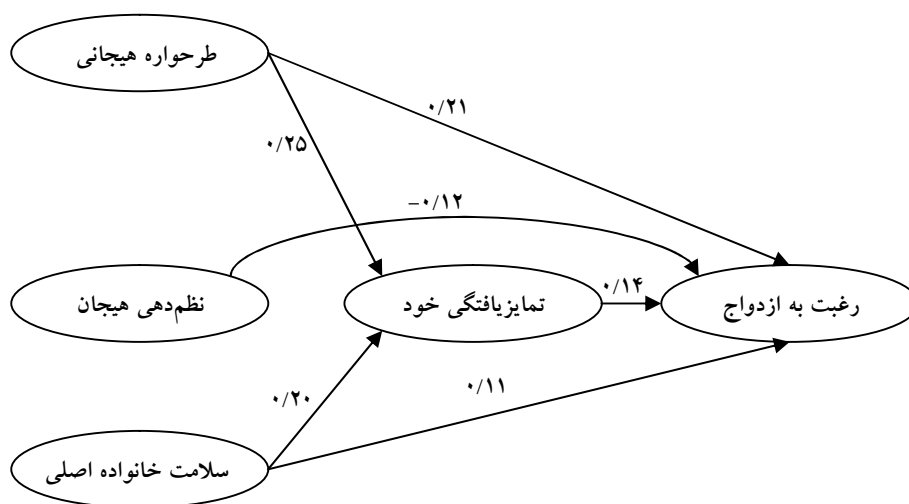 طرحواره هیجانی
۰/۲۱
۰/۲۵
-۰/۱۲
نظم‌دهی هیجان
تمایزیافتگی خود
۰/۱۴
رغبت به ازدواج
۰/۲۰
۰/۱۱
سلامت خانواده اصلی